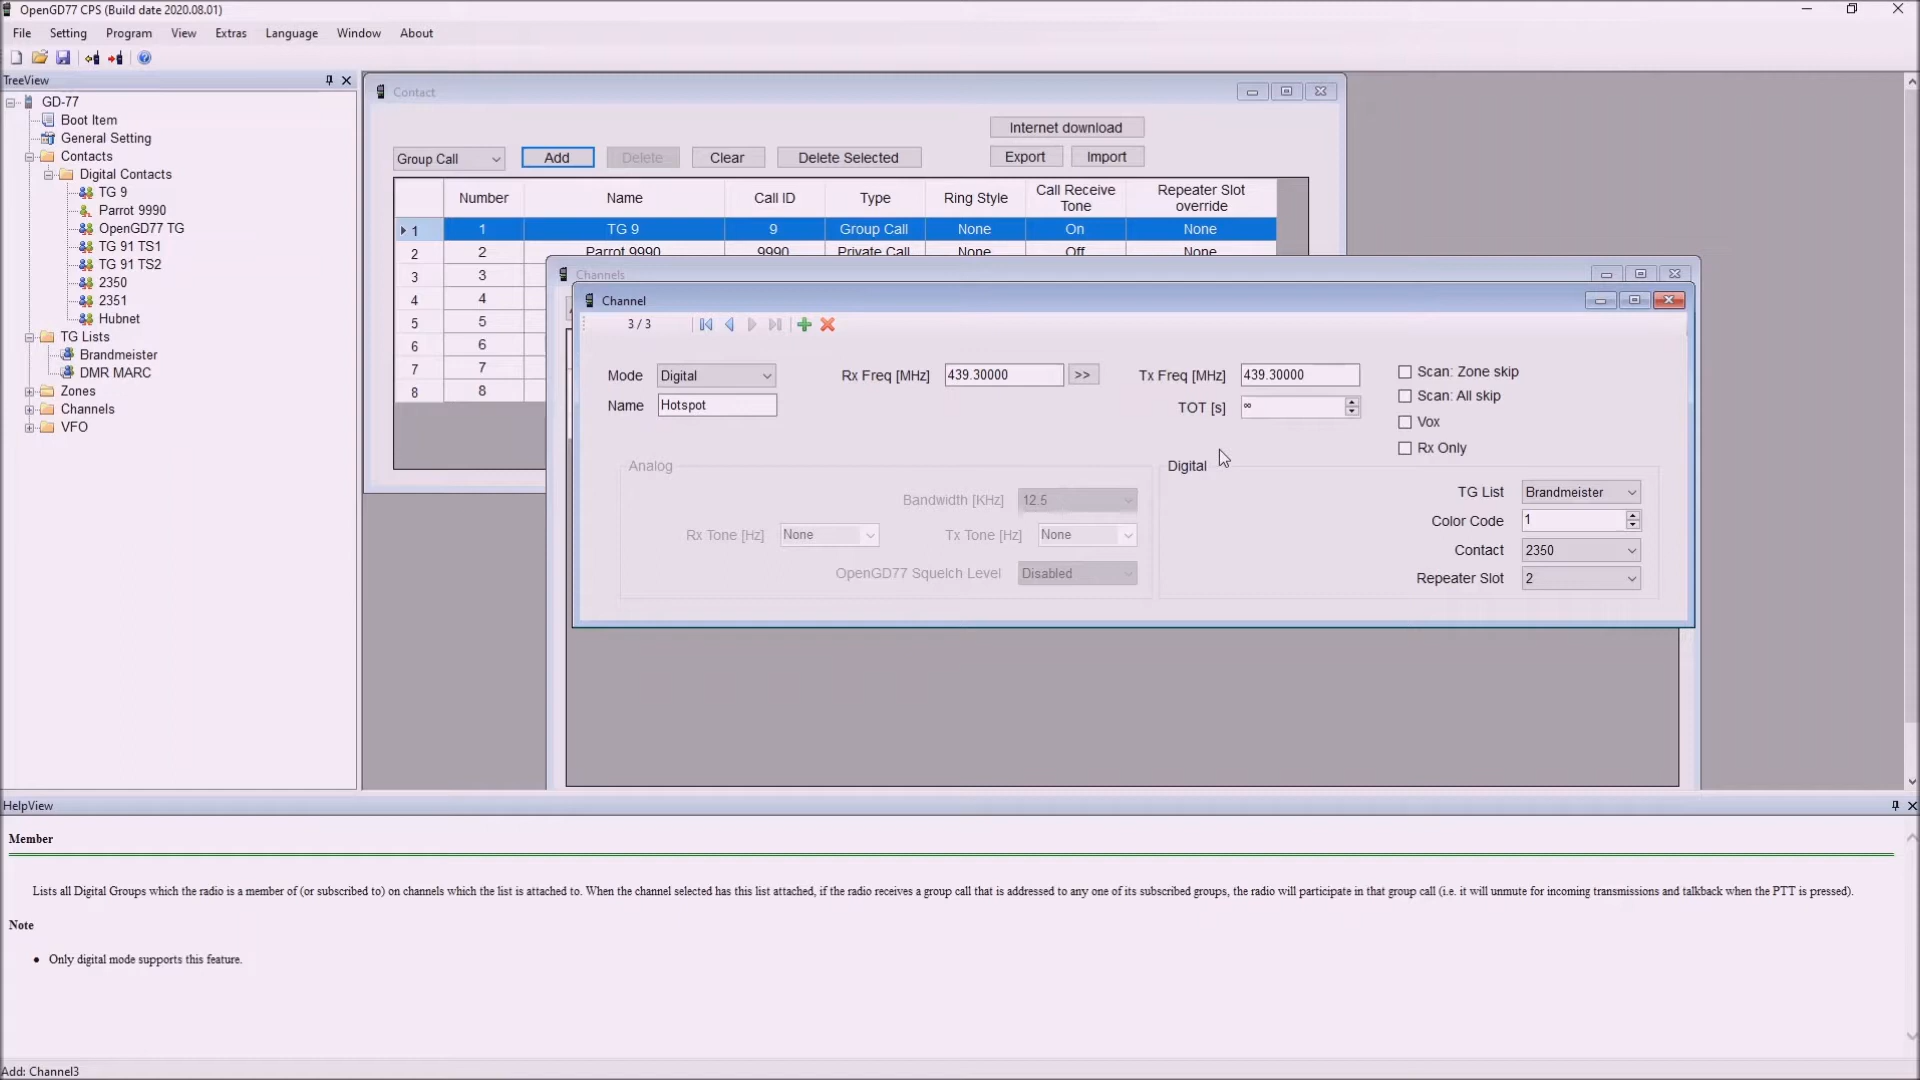 OpenGD77 CPS (Build date 2020.08.01)
File Setting Program View Extras Language Window About
TreeView
GD-77
Boot Item
General Setting
Contacts
Digital Contacts
TG 9
Parrot 9990
OpenGD77 TG
TG 91 TS1
TG 91 TS2
2350
2351
Hubnet
TG Lists
Brandmeister
DMR MARC
Zones
Channels
VFO
Contact
Internet download
Group Call Add Delete Clear Delete Selected Export Import
Number Name Call ID Type Ring Style Call Receive Tone Repeater Slot override
1 1 TG 9 9 Group Call None On None
2 2 Parrot 9990 9990 Private Call Off None
3 3
4 4
5 5
6 6
7 7
8 8
Channels
Channel
3 / 3
Mode Digital Rx Freq [MHz] 439.30000 >> Tx Freq [MHz] 439.30000 Scan: Zone skip
Name Hotspot TOT [s] ∞ Scan: All skip
Vox
Rx Only
Analog
Bandwidth [KHz] 12.5
Rx Tone [Hz] None Tx Tone [Hz] None
OpenGD77 Squelch Level Disabled
Digital
TG List Brandmeister
Color Code 1
Contact 2350
Repeater Slot 2
HelpView
Member
Lists all Digital Groups which the radio is a member of (or subscribed to) on channels which the list is attached to. When the channel selected has this list attached, if the radio receives a group call that is addressed to any one of its subscribed groups, the radio will participate in that group call (i.e. it will unmute for incoming transmissions and talkback when the PTT is pressed).
Note
Only digital mode supports this feature.
Add: Channel3